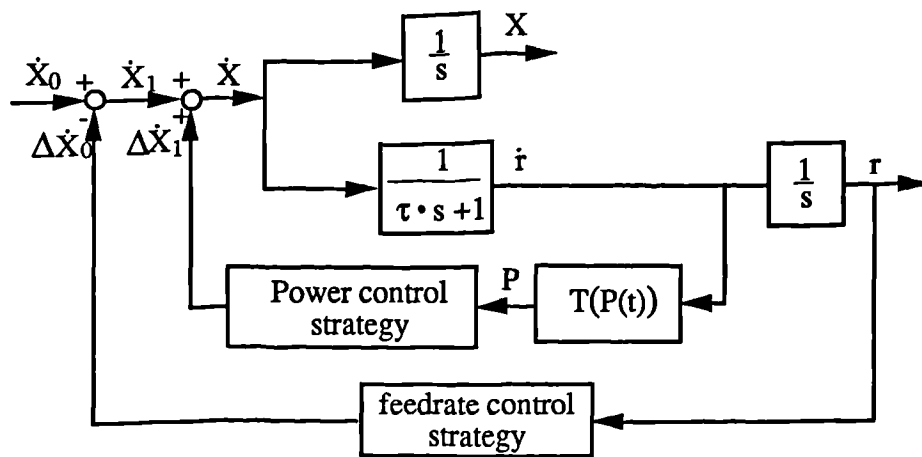 1
s
X
Ẋ₀ + Ẋ₁ + Ẋ
- +
ΔẊ₀ ΔẊ₁
1
τ • s +1
ṙ
1
s
r
Power control
strategy
P
T(P(t))
feedrate control
strategy